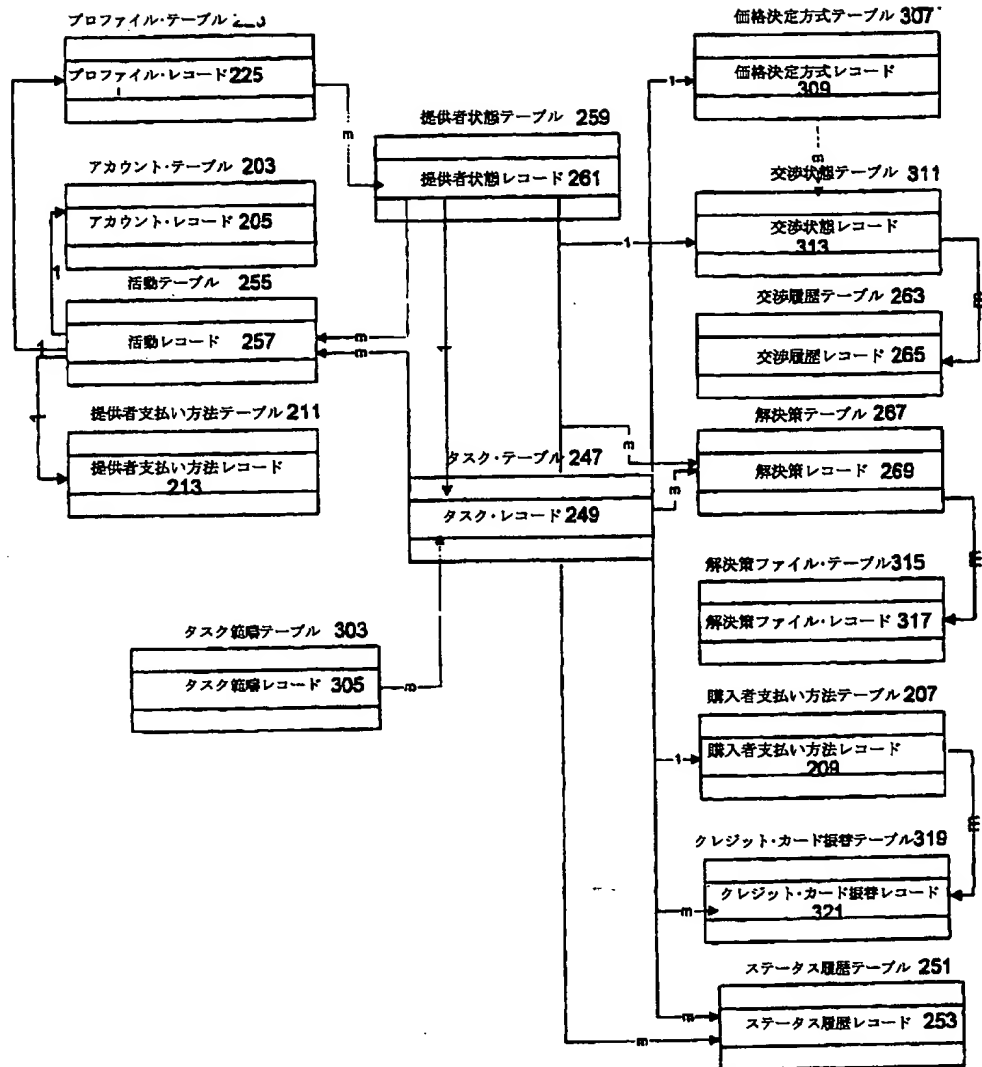 プロファイル・テーブル
プロファイル・レコード 225
アカウント・テーブル 203
アカウント・レコード 205
1
活動テーブル 255
活動レコード 257
1
1
提供者支払い方法テーブル 211
提供者支払い方法レコード
213
m
提供者状態テーブル 259
提供者状態レコード 261
m
m
1
タスク・テーブル 247
タスク・レコード 249
タスク範疇テーブル 303
タスク範疇レコード 305
m
価格決定方式テーブル 307
1
価格決定方式レコード
309
m
交渉状態テーブル 311
1
交渉状態レコード
313
m
交渉履歴テーブル 263
交渉履歴レコード 265
解決策テーブル 267
m
解決策レコード 269
m
m
解決策ファイル・テーブル 315
解決策ファイル・レコード 317
購入者支払い方法テーブル 207
1
購入者支払い方法レコード
209
m
クレジット・カード振替テーブル 319
クレジット・カード振替レコード
321
m
ステータス履歴テーブル 251
m
ステータス履歴レコード 253
m